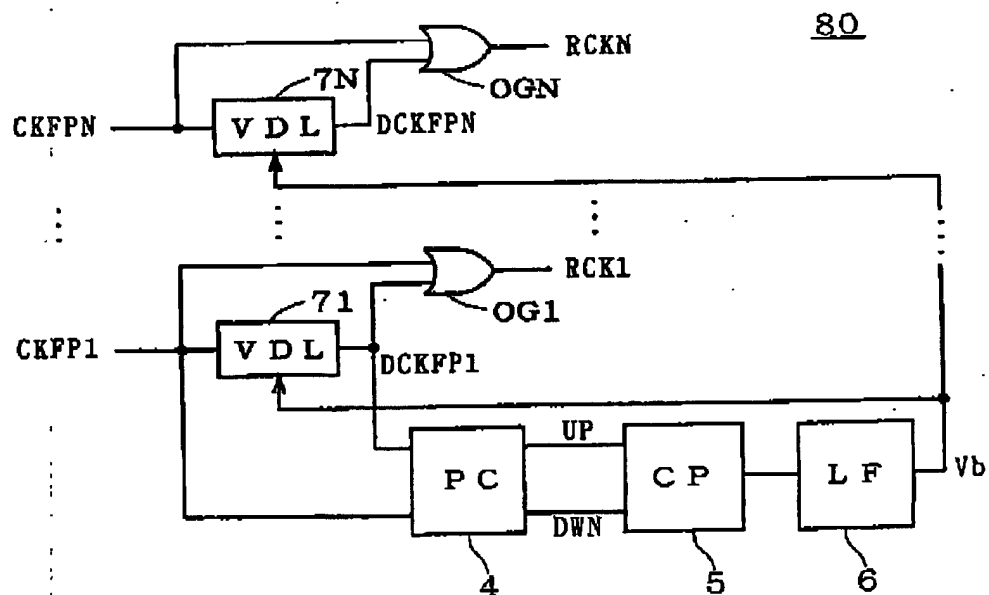 80
RCKN
OGN
7N
CKFPN
V D L
DCKFPN
RCK1
OG1
71
CKFP1
V D L
DCKFP1
UP
P C
C P
L F
Vb
DWN
4
5
6